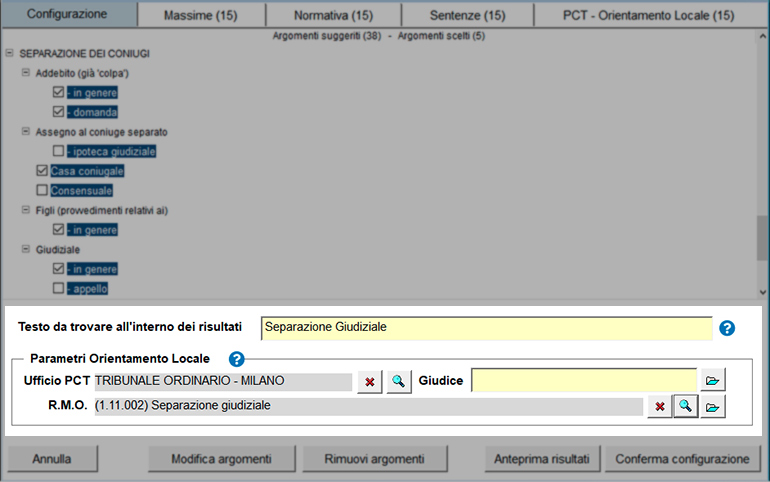 Configurazione Massime (15) Normativa (15) Sentenze (15) PCT - Orientamento Locale (15)
Argomenti suggeriti (38) - Argomenti scelti (5)
SEPARAZIONE DEI CONIUGI
Addebito (già 'colpa')
- in genere
- domanda
Assegno al coniuge separato
- ipoteca giudiziale
Casa coniugale
Consensuale
Figli (provvedimenti relativi ai)
- in genere
Giudiziale
- in genere
- appello
Testo da trovare all'interno dei risultati Separazione Giudiziale ?
Parametri Orientamento Locale ?
Ufficio PCT TRIBUNALE ORDINARIO - MILANO Giudice
R.M.O. (1.11.002) Separazione giudiziale
Annulla Modifica argomenti Rimuovi argomenti Anteprima risultati Conferma configurazione